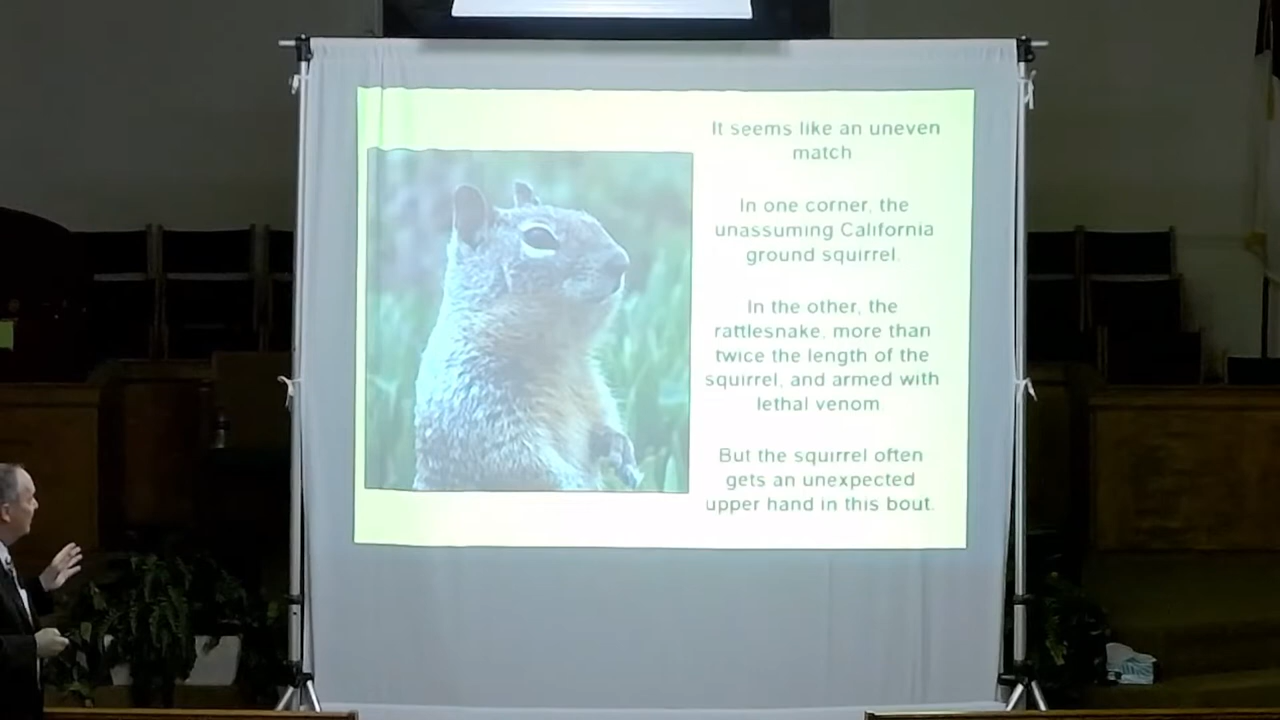 It seems like an uneven
match
In one corner, the
unassuming California
ground squirrel.
In the other, the
rattlesnake, more than
twice the length of the
squirrel, and armed with
lethal venom.
But the squirrel often
gets an unexpected
upper hand in this bout.